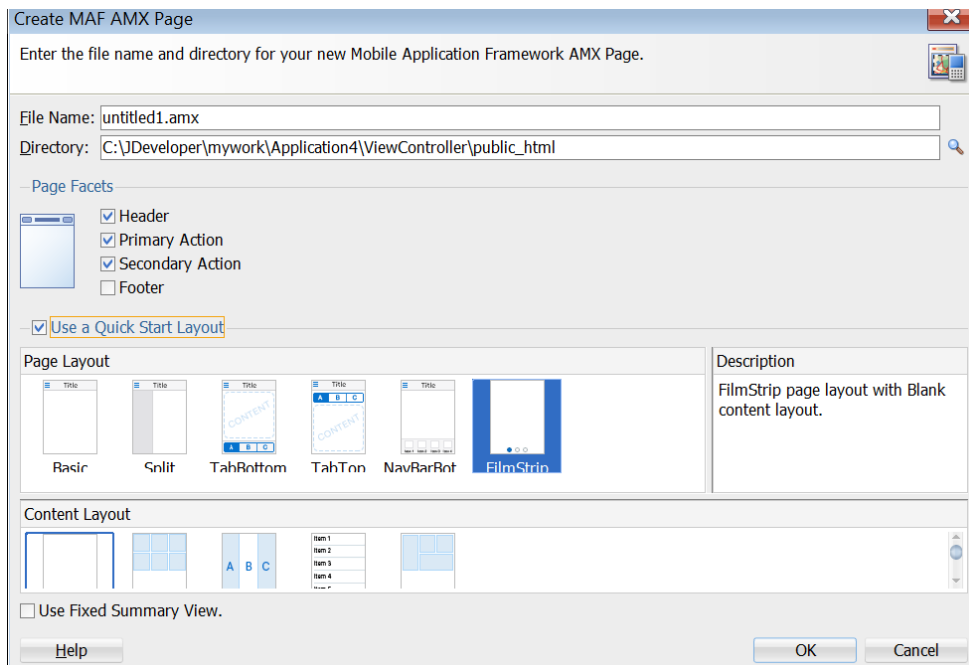 Create MAF AMX Page
Enter the file name and directory for your new Mobile Application Framework AMX Page.
File Name: untitled1.amx
Directory: C:\JDeveloper\mywork\Application4\ViewController\public_html
Page Facets
Header
Primary Action
Secondary Action
Footer
Use a Quick Start Layout
Page Layout
Title Title Title Title Title
A B C
CONTENT
CONTENT
A B C
Basic Split TabBottom TabTop NavBarBot FilmStrip
Description
FilmStrip page layout with Blank
content layout.
Content Layout
A B C
Item 1
Item 2
Item 3
Item 4
Use Fixed Summary View.
Help OK Cancel